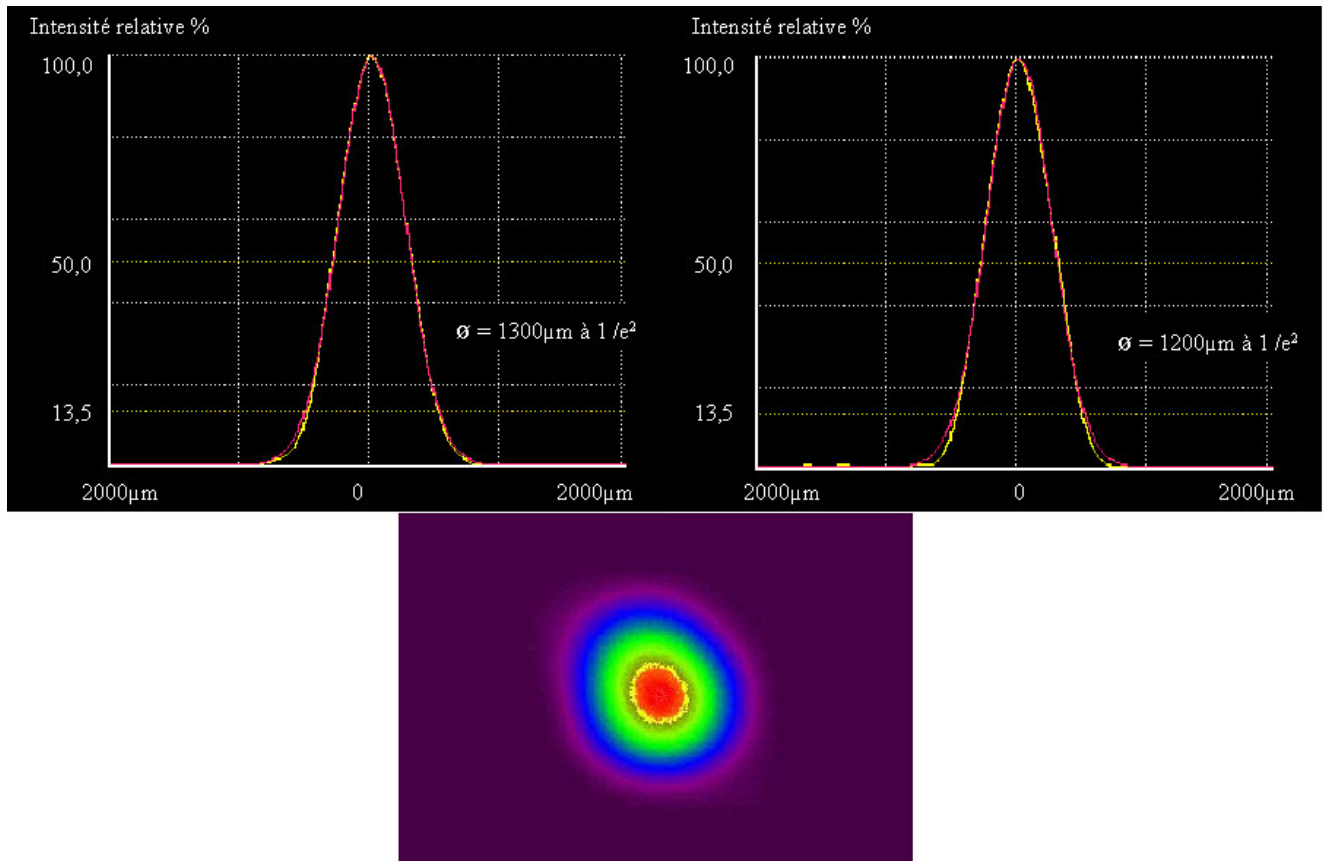 Intensité relative %
100,0
50,0
ø = 1300µm à 1 /e²
13,5
2000µm 0 2000µm
Intensité relative %
100,0
50,0
ø = 1200µm à 1 /e²
13,5
2000µm 0 2000µm